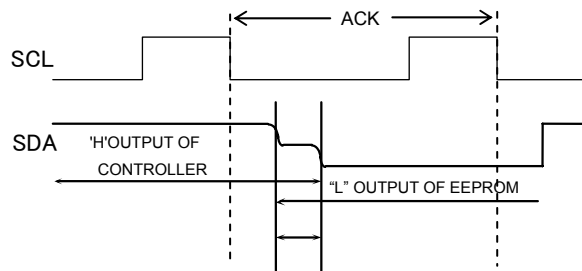 ACK
SCL
SDA
'H'OUTPUT OF
CONTROLLER
“L” OUTPUT OF EEPROM